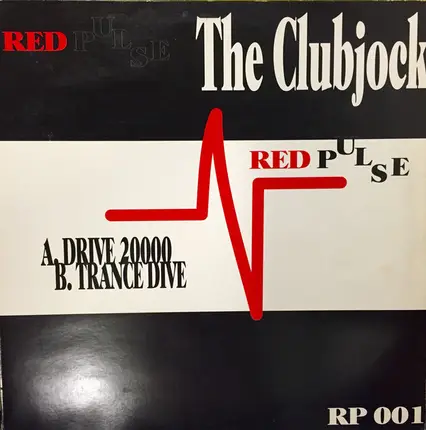 RED PULSE
The Clubjock
RED PULSE
A. DRIVE 20000
B. TRANCE DIVE
RP 001